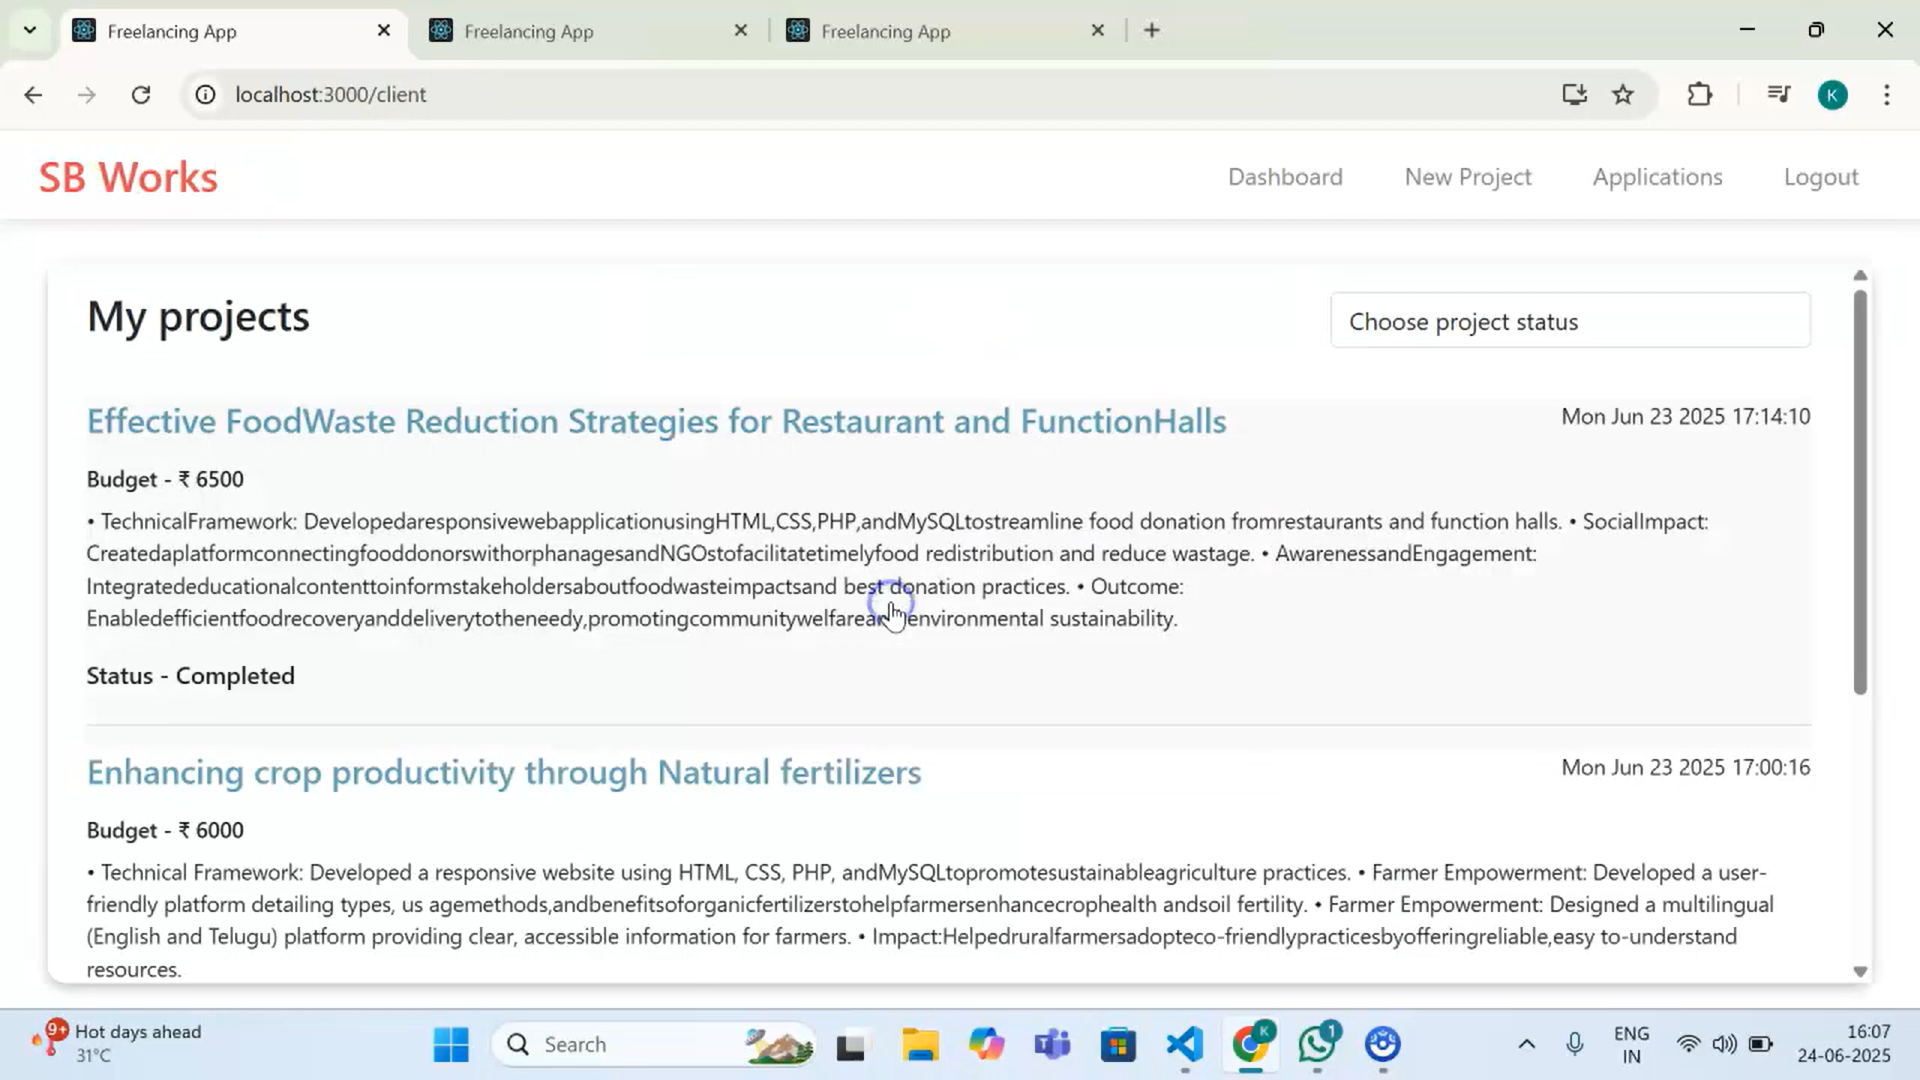 Freelancing App
Freelancing App
Freelancing App
localhost:3000/client
K
SB Works
Dashboard
New Project
Applications
Logout
My projects
Choose project status
Effective FoodWaste Reduction Strategies for Restaurant and FunctionHalls
Mon Jun 23 2025 17:14:10
Budget - ₹ 6500
• TechnicalFramework: DevelopedaresponsivewebapplicationusingHTML,CSS,PHP,andMySQLtostreamline food donation fromrestaurants and function halls. • SocialImpact:
CreatedaplatformconnectingfooddonorswithorphanagesandNGOstofacilitatetimelyfood redistribution and reduce wastage. • AwarenessandEngagement:
Integratededucationalcontenttoinformstakeholdersaboutfoodwasteimpactsand best donation practices. • Outcome:
Enabledefficientfoodrecoveryanddeliverytotheneedy,promotingcommunitywelfareandenvironmental sustainability.
Status - Completed
Enhancing crop productivity through Natural fertilizers
Mon Jun 23 2025 17:00:16
Budget - ₹ 6000
• Technical Framework: Developed a responsive website using HTML, CSS, PHP, andMySQLtopromotesustainableagriculture practices. • Farmer Empowerment: Developed a user-
friendly platform detailing types, us agemethods,andbenefitsoforganicfertilizerstohelpfarmersenhancecrophealth andsoil fertility. • Farmer Empowerment: Designed a multilingual
(English and Telugu) platform providing clear, accessible information for farmers. • Impact:Helpedruralfarmersadopteco-friendlypracticesbyofferingreliable,easy to-understand
resources.
9+
Hot days ahead
31°C
Search
K
1
ENG
IN
16:07
24-06-2025